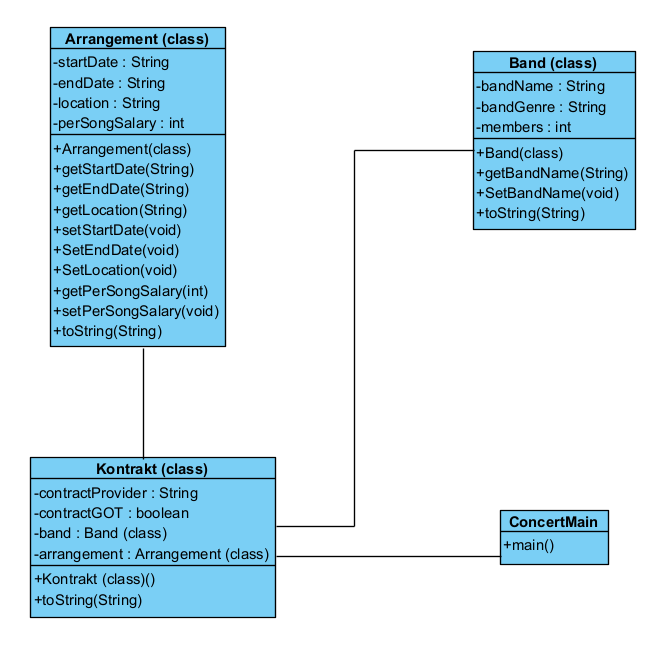 Arrangement (class)
-startDate : String
-endDate : String
-location : String
-perSongSalary : int
+Arrangement(class)
+getStartDate(String)
+getEndDate(String)
+getLocation(String)
+setStartDate(void)
+SetEndDate(void)
+SetLocation(void)
+getPerSongSalary(int)
+setPerSongSalary(void)
+toString(String)
Band (class)
-bandName : String
-bandGenre : String
-members : int
+Band(class)
+getBandName(String)
+SetBandName(void)
+toString(String)
Kontrakt (class)
-contractProvider : String
-contractGOT : boolean
-band : Band (class)
-arrangement : Arrangement (class)
+Kontrakt (class)()
+toString(String)
ConcertMain
+main()